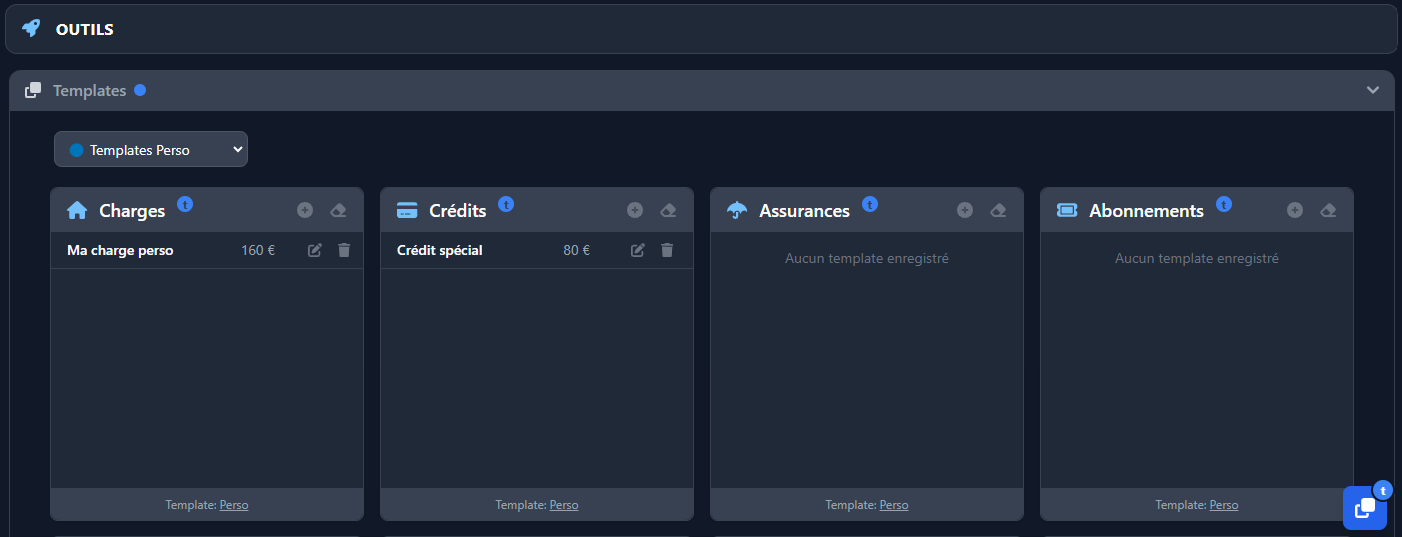 OUTILS
Templates
Templates Perso
Charges t
Crédits t
Assurances t
Abonnements t
Ma charge perso 160 €
Crédit spécial 80 €
Aucun template enregistré
Aucun template enregistré
Template: Perso
Template: Perso
Template: Perso
Template: Perso
t